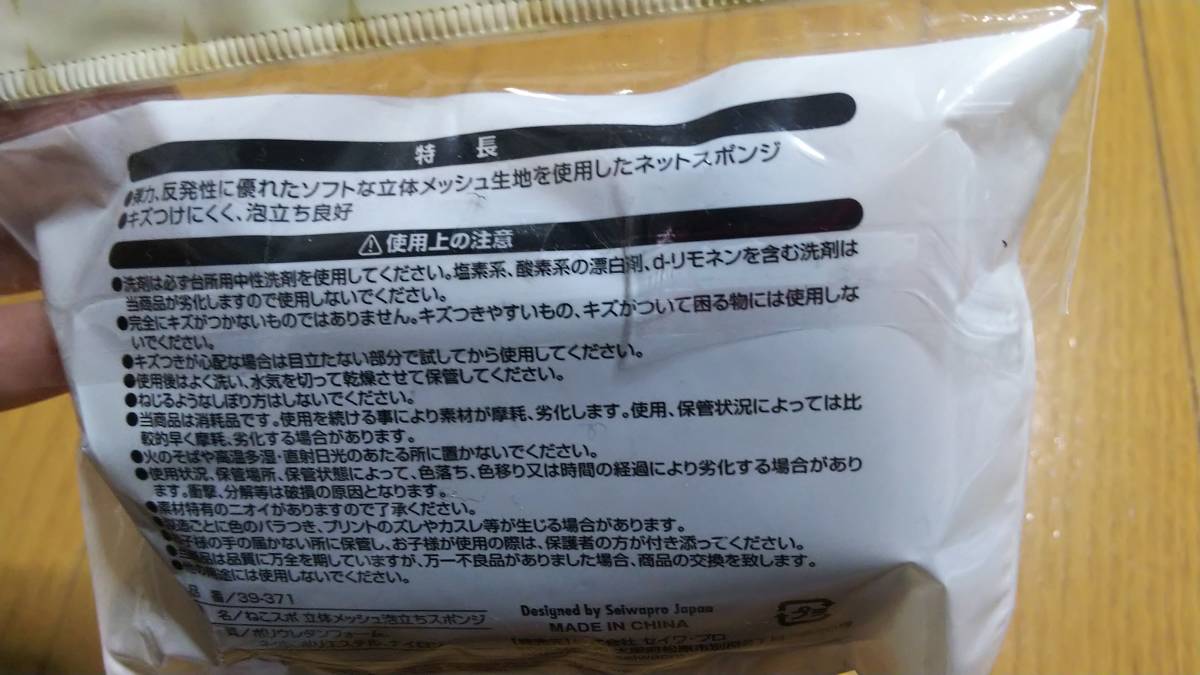 特長
●弾力、反発性に優れたソフトな立体メッシュ生地を使用したネットスポンジ
●キズつけにくく、泡立ち良好
⚠使用上の注意
●洗剤は必ず台所用中性洗剤を使用してください。塩素系、酸素系の漂白剤、d-リモネンを含む洗剤は
当商品が劣化しますので使用しないでください。
●完全にキズがつかないものではありません。キズつきやすいもの、キズがついて困る物には使用しな
いでください。
●キズつきが心配な場合は目立たない部分で試してから使用してください。
●使用後はよく洗い、水気を切って乾燥させて保管してください。
●ねじるようなしぼり方はしないでください。
●当商品は消耗品です。使用を続ける事により素材が摩耗、劣化します。使用、保管状況によっては比
較的早く摩耗、劣化する場合があります。
●火のそばや高温多湿・直射日光のあたる所に置かないでください。
●使用状況、保管場所、保管状態によって、色落ち、色移り又は時間の経過により劣化する場合があり
ます。衝撃、分解等は破損の原因となります。
●素材特有のニオイがありますので了承ください。
ごとに色のバラつき、プリントのズレやカスレ等が生じる場合があります。
子様の手の届かない所に保管し、お子様が使用の際は、保護者の方が付き添ってください。
品は品質に万全を期していますが、万一不良品がありました場合、商品の交換を致します。
途には使用しないでください。
品番/39-371
名/ねこスポ 立体メッシュ泡立ちスポンジ
質/ポリウレタンフォーム、
ポリエステル・ナイロン
Designed by Seiwapro Japan
MADE IN CHINA
セイワ・プロ